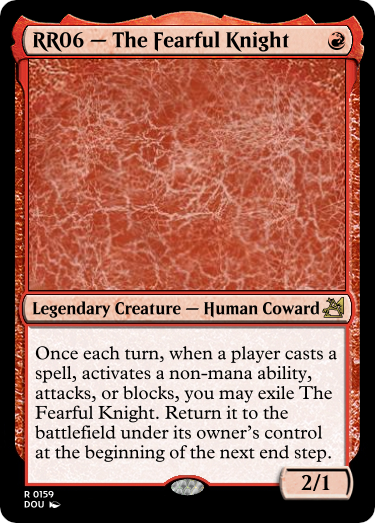 RR06 — The Fearful Knight
Legendary Creature — Human Coward
Once each turn, when a player casts a
spell, activates a non-mana ability,
attacks, or blocks, you may exile The
Fearful Knight. Return it to the
battlefield under its owner’s control
at the beginning of the next end step.
2/1
R 0159
DOU